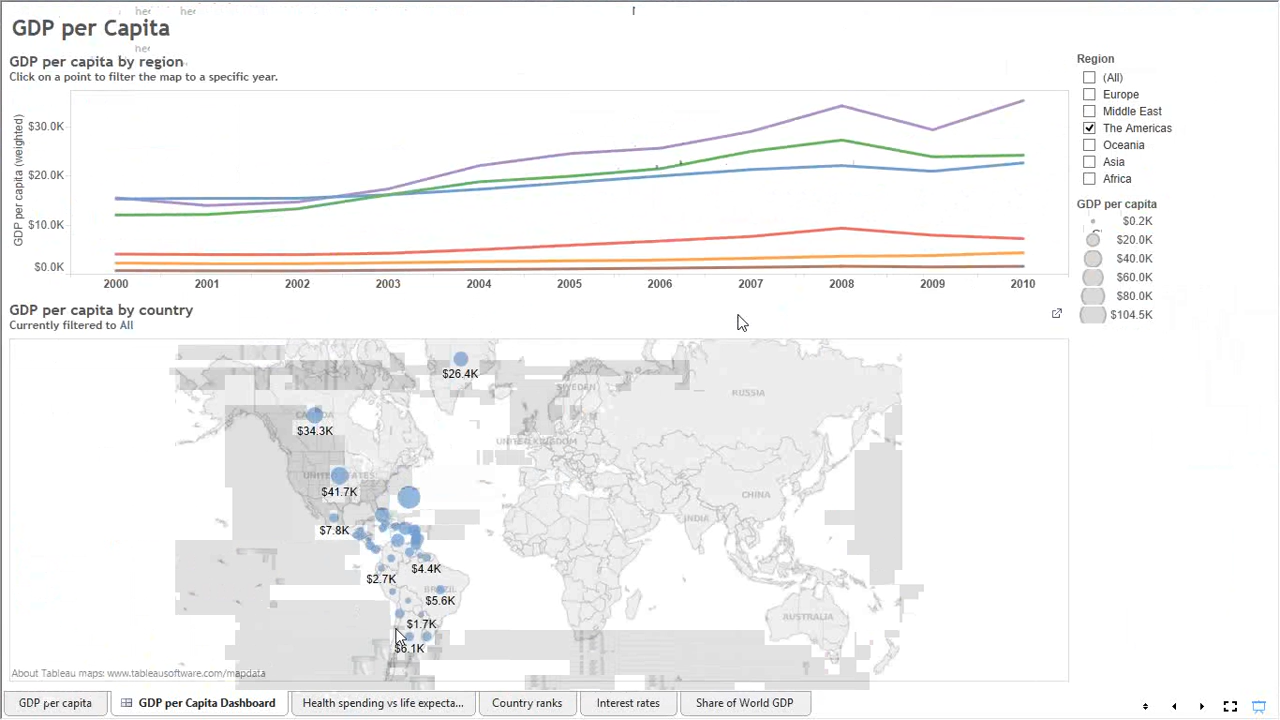 GDP per Capita
GDP per capita by region
Click on a point to filter the map to a specific year.
GDP per capita (weighted)
$30.0K
$20.0K
$10.0K
$0.0K
2000 2001 2002 2003 2004 2005 2006 2007 2008 2009 2010
Region
(All)
Europe
Middle East
The Americas
Oceania
Asia
Africa
GDP per capita
$0.2K
$20.0K
$40.0K
$60.0K
$80.0K
$104.5K
GDP per capita by country
Currently filtered to All
$26.4K
SWEDEN
RUSSIA
CANADA
$34.3K
UNITED KINGDOM
UNITED STATES
$41.7K
CHINA
INDIA
$7.8K
$4.4K
$2.7K
BRAZIL
$5.6K
AUSTRALIA
$1.7K
$6.1K
About Tableau maps: www.tableausoftware.com/mapdata
GDP per capita
GDP per Capita Dashboard
Health spending vs life expecta...
Country ranks
Interest rates
Share of World GDP